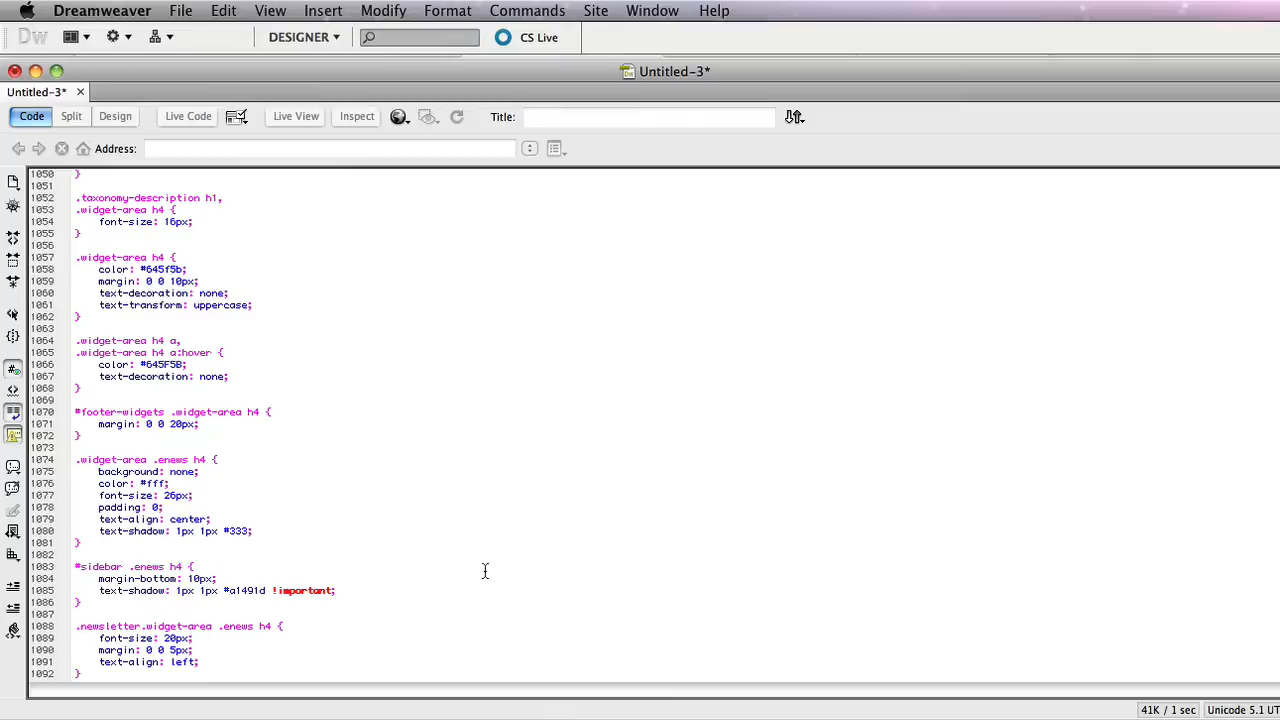 Dreamweaver File Edit View Insert Modify Format Commands Site Window Help
Dw DESIGNER CS Live
Untitled-3*
Untitled-3*
Code Split Design Live Code Live View Inspect Title:
Address:
1050 }
1051
1052 .taxonomy-description h1,
1053 .widget-area h4 {
1054 font-size: 16px;
1055 }
1056
1057 .widget-area h4 {
1058 color: #645f5b;
1059 margin: 0 0 10px;
1060 text-decoration: none;
1061 text-transform: uppercase;
1062 }
1063
1064 .widget-area h4 a,
1065 .widget-area h4 a:hover {
1066 color: #645F5B;
1067 text-decoration: none;
1068 }
1069
1070 #footer-widgets .widget-area h4 {
1071 margin: 0 0 20px;
1072 }
1073
1074 .widget-area .enews h4 {
1075 background: none;
1076 color: #fff;
1077 font-size: 26px;
1078 padding: 0;
1079 text-align: center;
1080 text-shadow: 1px 1px #333;
1081 }
1082
1083 #sidebar .enews h4 {
1084 margin-bottom: 10px;
1085 text-shadow: 1px 1px #a1491d !important;
1086 }
1087
1088 .newsletter.widget-area .enews h4 {
1089 font-size: 20px;
1090 margin: 0 0 5px;
1091 text-align: left;
1092 }
41K / 1 sec Unicode 5.1 UT